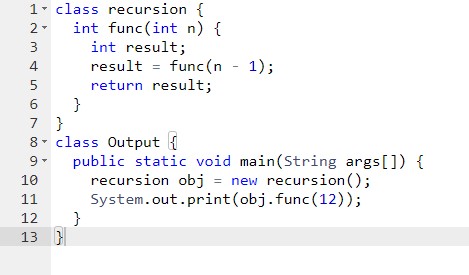 1 class recursion {
2   int func(int n) {
3     int result;
4     result = func(n - 1);
5     return result;
6   }
7 }
8 class Output {
9   public static void main(String args[]) {
10     recursion obj = new recursion();
11     System.out.print(obj.func(12));
12   }
13 }